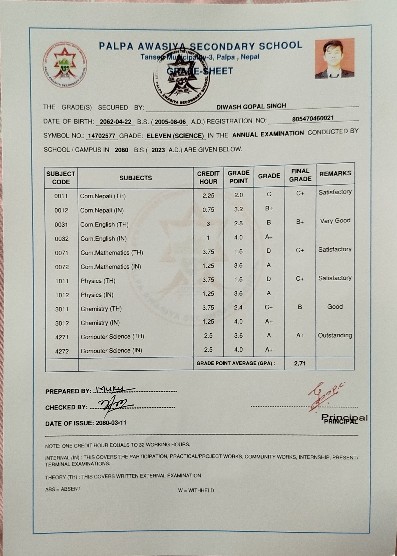 PALPA AWASIYA SECONDARY SCHOOL
Tansen Municipality-3, Palpa , Nepal
GRADE-SHEET
THE GRADE(S) SECURED BY: DIWASH GOPAL SINGH
DATE OF BIRTH: 2062-04-22 B.S. ( 2005-08-06 A.D.) REGISTRATION NO: 805470460021
SYMBOL NO: 14702577 GRADE: ELEVEN (SCIENCE) IN THE ANNUAL EXAMINATION CONDUCTED BY
SCHOOL / CAMPUS IN 2080 B.S ( 2023 A.D.) ARE GIVEN BELOW.
SUBJECT CODE SUBJECTS CREDIT HOUR GRADE POINT GRADE FINAL GRADE REMARKS
0011 Com.Nepali (TH) 2.25 2.0 C C+ Satisfactory
0012 Com.Nepali (IN) 0.75 3.2 B+
0031 Com.English (TH) 3 2.8 B B+ Very Good
0032 Com.English (IN) 1 4.0 A+
0071 Com.Mathematics (TH) 3.75 1.6 D C+ Satisfactory
0072 Com.Mathematics (IN) 1.25 3.6 A
1011 Physics (TH) 3.75 1.6 D C+ Satisfactory
1012 Physics (IN) 1.25 3.6 A
3011 Chemistry (TH) 3.75 2.4 C+ B Good
3012 Chemistry (IN) 1.25 4.0 A+
4271 Computer Science (TH) 2.5 3.6 A A+ Outstanding
4272 Computer Science (IN) 2.5 4.0 A+
GRADE POINT AVERAGE (GPA) : 2.71
PREPARED BY:
CHECKED BY:
Principal
PRINCIPAL
DATE OF ISSUE: 2080-03-11
NOTE: ONE CREDIT HOUR EQUALS TO 32 WORKING HOURS.
INTERNAL (IN) : THIS COVERS THE PARTICIPATION, PRACTICAL/PROJECT WORKS, COMMUNITY WORKS, INTERNSHIP, PRESENT/
TERMINAL EXAMINATIONS
THEORY (TH) : THIS COVERS WRITTEN EXTERNAL EXAMINATION
ABS = ABSENT W = WITHHELD